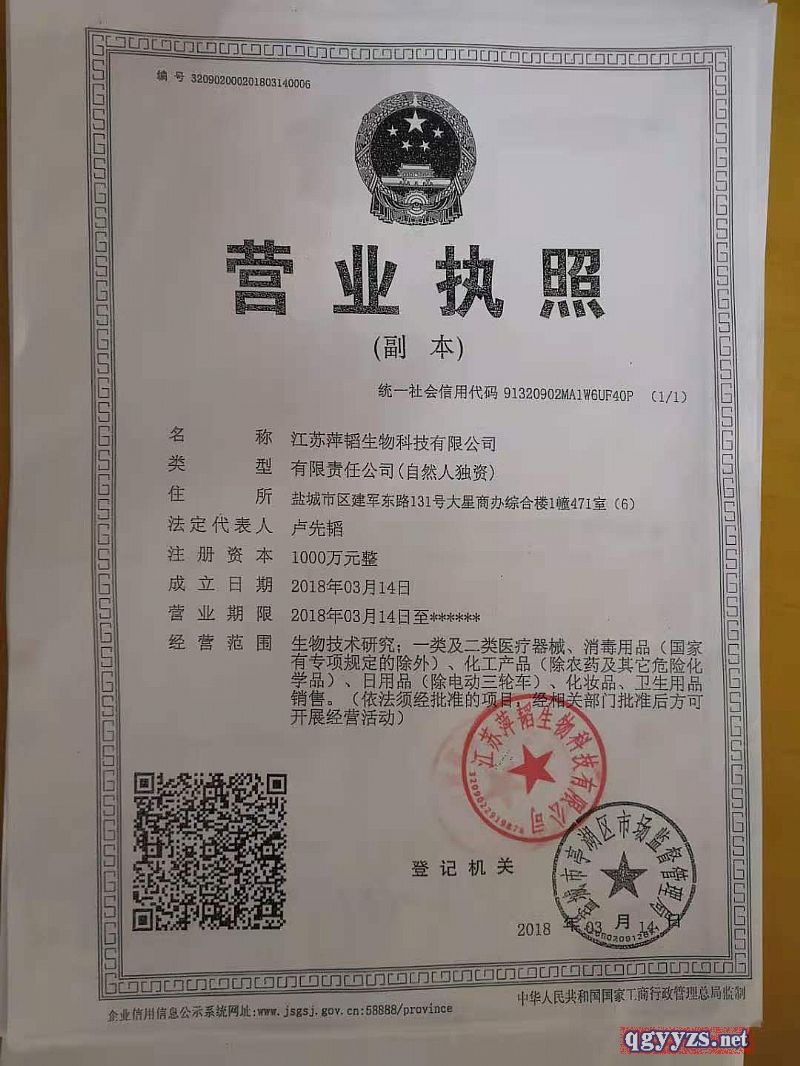 编 号 320902000201803140006
营业执照
(副 本)
统一社会信用代码 91320902MA1W6UF40P (1/1)
名 称 江苏萍韬生物科技有限公司
类 型 有限责任公司(自然人独资)
住 所 盐城市区建军东路131号大星商办综合楼1幢471室（6）
法定代表人 卢先韬
注册资本 1000万元整
成立日期 2018年03月14日
营业期限 2018年03月14日至******
经营范围 生物技术研究；一类及二类医疗器械、消毒用品（国家
有专项规定的除外）、化工产品（除农药及其它危险化
学品）、日用品（除电动三轮车）、化妆品、卫生用品
销售。（依法须经批准的项目，经相关部门批准后方可
开展经营活动）
江苏萍韬生物科技有限公司
登记机关
盐城市亭湖区市场监督管理局
2018 年 03 月 14 日
企业信用信息公示系统网址:www.jsgsj.gov.cn:58888/province
中华人民共和国国家工商行政管理总局监制
qgyyzs.net